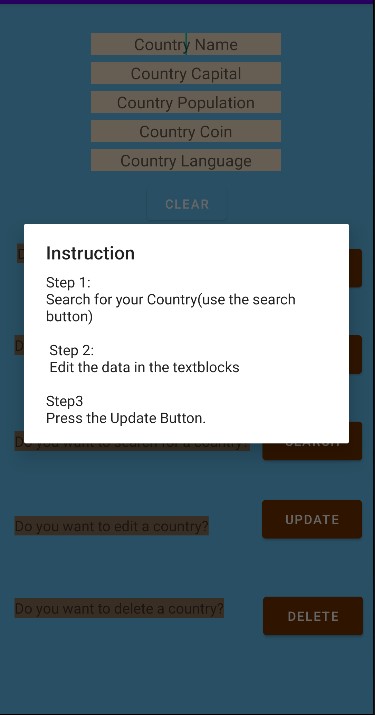 Country Name
Country Capital
Country Population
Country Coin
Country Language
CLEAR
Instruction
Step 1:
Search for your Country(use the search
button)
Step 2:
Edit the data in the textblocks
Step3
Press the Update Button.
Do you want to search for a country?
SEARCH
Do you want to edit a country?
UPDATE
Do you want to delete a country?
DELETE